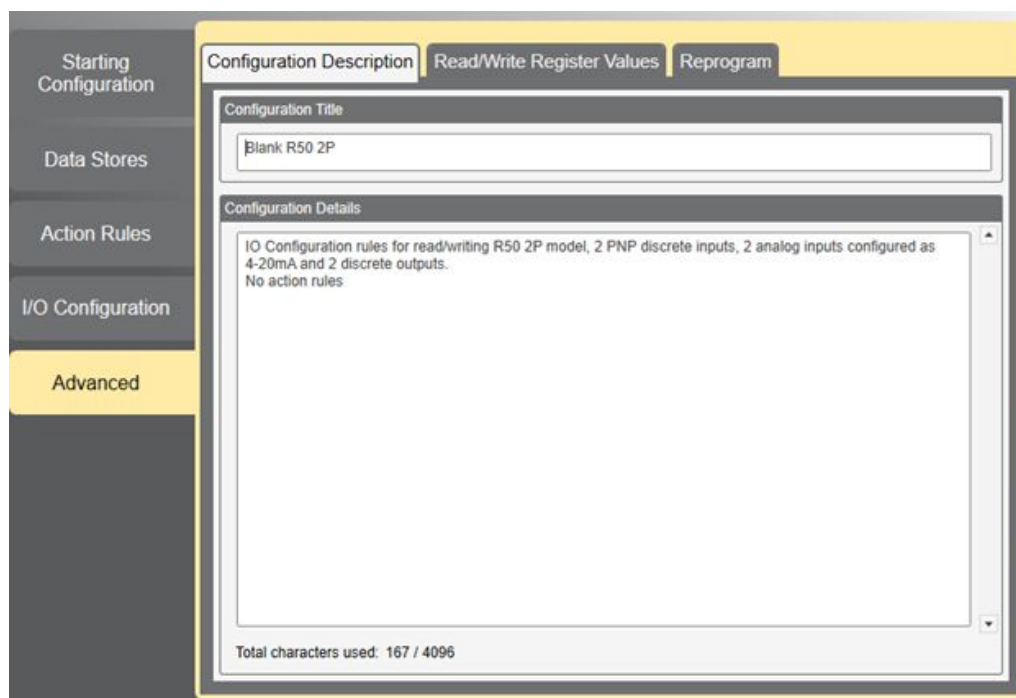 Starting
Configuration
Data Stores
Action Rules
I/O Configuration
Advanced
Configuration Description
Read/Write Register Values
Reprogram
Configuration Title
Blank R50 2P
Configuration Details
IO Configuration rules for read/writing R50 2P model, 2 PNP discrete inputs, 2 analog inputs configured as
4-20mA and 2 discrete outputs.
No action rules
Total characters used: 167 / 4096